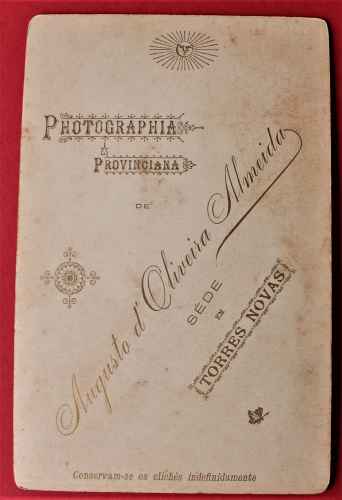 PHOTOGRAPHIA
PROVINCIANA
DE
Augusto d'Oliveira Almeida
SÉDE
EM
TORRES NOVAS
Conservam-se os clichés indefinidamente